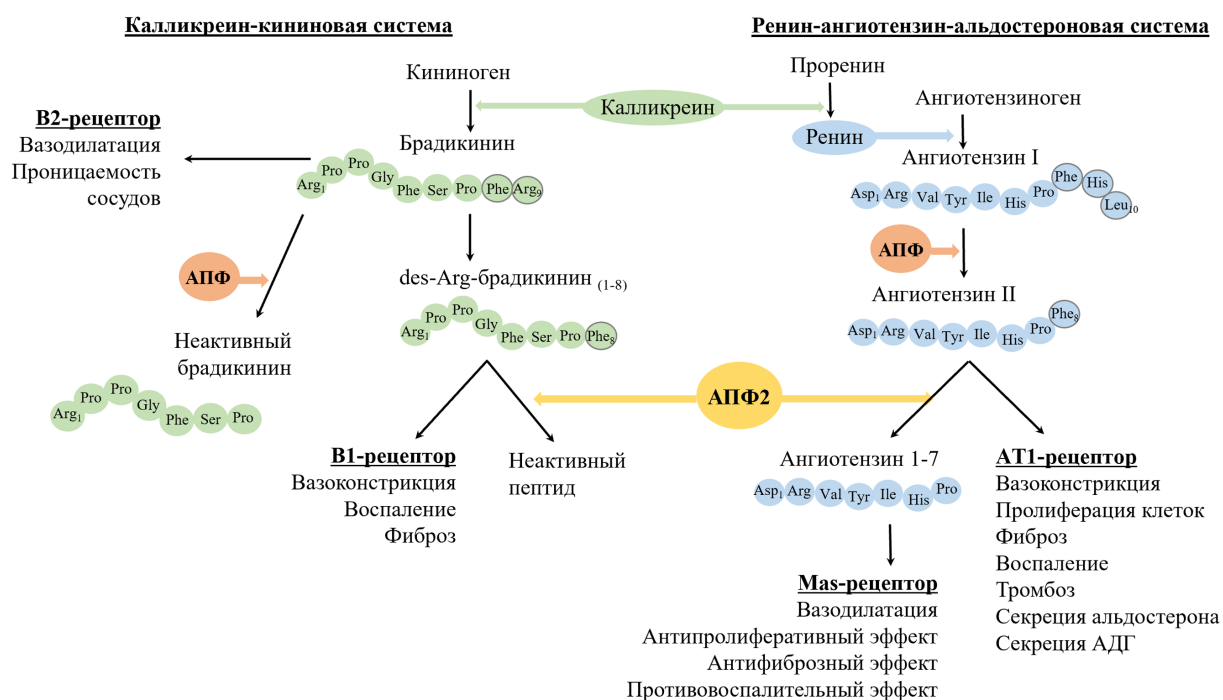 Калликреин-кининовая система
Ренин-ангиотензин-альдостероновая система
Кининоген
Проренин
Калликреин
Ангиотензиноген
B2-рецептор
Вазодилатация
Проницаемость
сосудов
Брадикинин
Ренин
Ангиотензин I
Arg1 Pro Pro Gly Phe Ser Pro Phe Arg9
Asp1 Arg Val Tyr Ile His Pro Phe His Leu10
АПФ
АПФ
des-Arg-брадикинин (1-8)
Ангиотензин II
Arg1 Pro Pro Gly Phe Ser Pro Phe8
Asp1 Arg Val Tyr Ile His Pro Phe8
Неактивный
брадикинин
Arg1 Pro Pro Gly Phe Ser Pro
АПФ2
B1-рецептор
Вазоконстрикция
Воспаление
Фиброз
Неактивный
пептид
Ангиотензин 1-7
Asp1 Arg Val Tyr Ile His Pro
AT1-рецептор
Вазоконстрикция
Пролиферация клеток
Фиброз
Воспаление
Тромбоз
Секреция альдостерона
Секреция АДГ
Mas-рецептор
Вазодилатация
Антипролиферативный эффект
Антифиброзный эффект
Противовоспалительный эффект